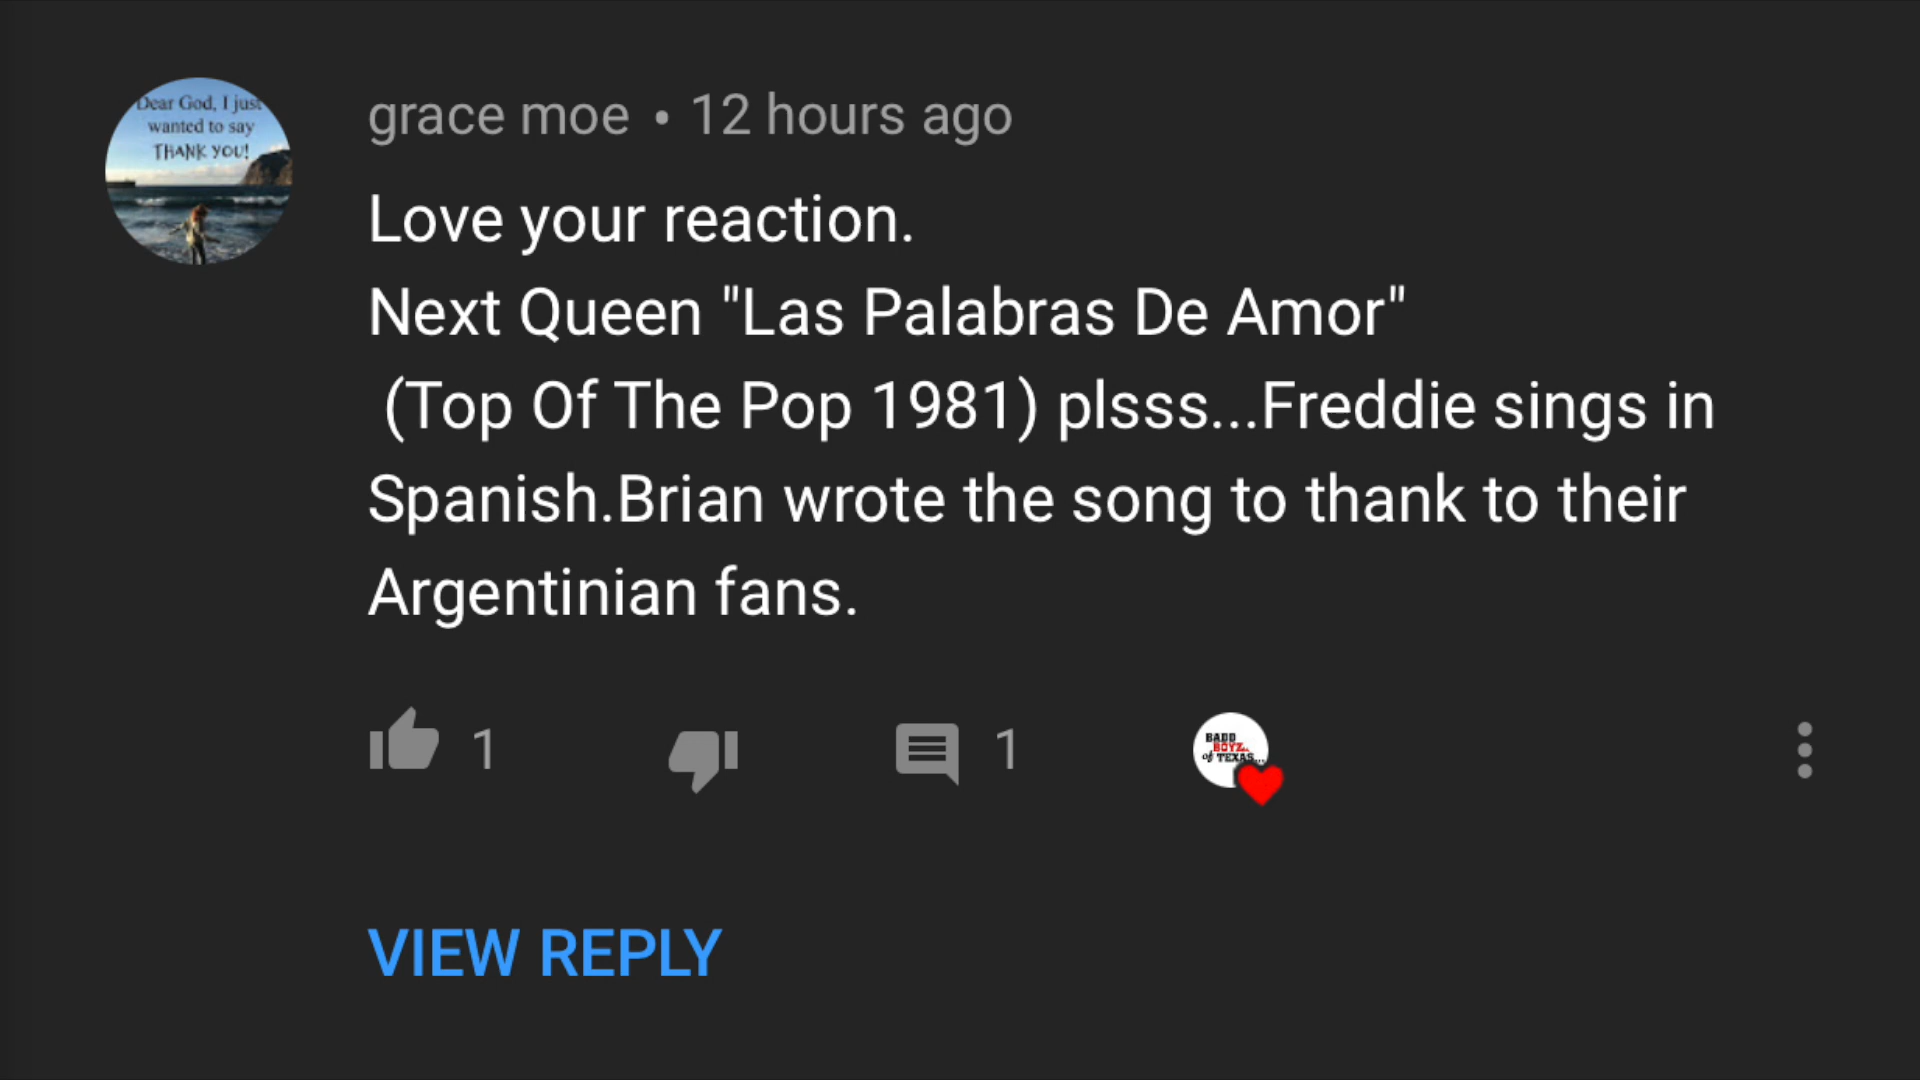 Dear God, I just
wanted to say
THANK YOU!
grace moe • 12 hours ago
Love your reaction.
Next Queen "Las Palabras De Amor"
(Top Of The Pop 1981) plsss...Freddie sings in
Spanish.Brian wrote the song to thank to their
Argentinian fans.
1
1
BADD
BOYZ..
of TEXAS...
VIEW REPLY